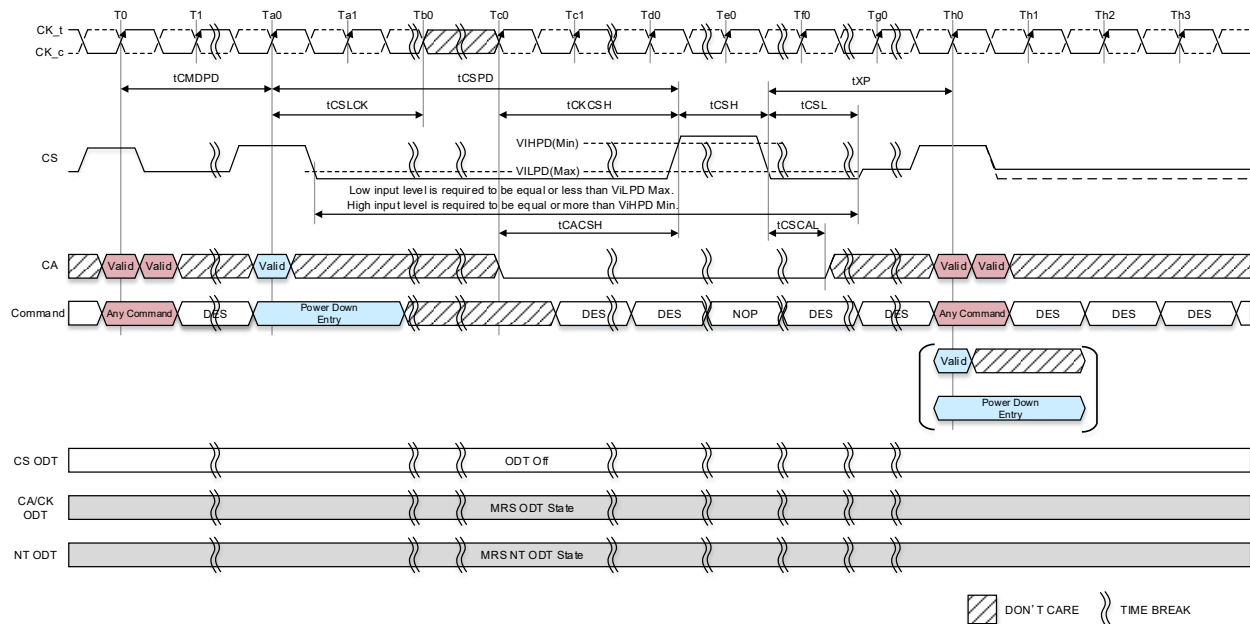 T0 T1 Ta0 Ta1 Tb0 Tc0 Tc1 Td0 Te0 Tf0 Tg0 Th0 Th1 Th2 Th3
CK_t
CK_c
tCMDPD tCSPD tXP
tCSLCK tCKCSH tCSH tCSL
VIHPD(Min)
CS
VILPD(Max)
Low input level is required to be equal or less than ViLPD Max.
High input level is required to be equal or more than ViHPD Min.
tCACSH tCSCAL
CA Valid Valid Valid Valid Valid
Command Any Command DES Power Down Entry DES DES NOP DES DES Any Command DES DES DES
Valid
Power Down
Entry
CS ODT ODT Off
CA/CK
ODT
MRS ODT State
NT ODT MRS NT ODT State
DON'T CARE TIME BREAK